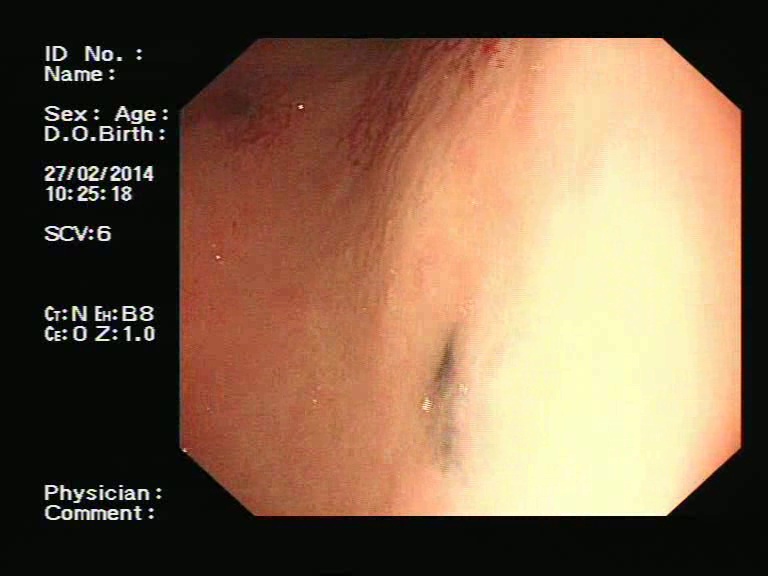 ID No. :
Name:
Sex: Age:
D.O.Birth:
27/02/2014
10:25:18
SCV:6
CT:N EH:B8
CE:0 Z:1.0
Physician:
Comment: